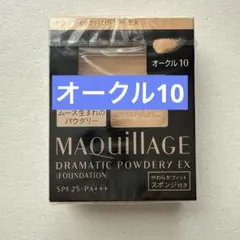 オークル10
オークル10
ムース生まれの
パウダリー
MAQuillAGE
DRAMATIC POWDERY EX
FOUNDATION
やわらかフィット
スポンジ付き
SPF25・PA+++